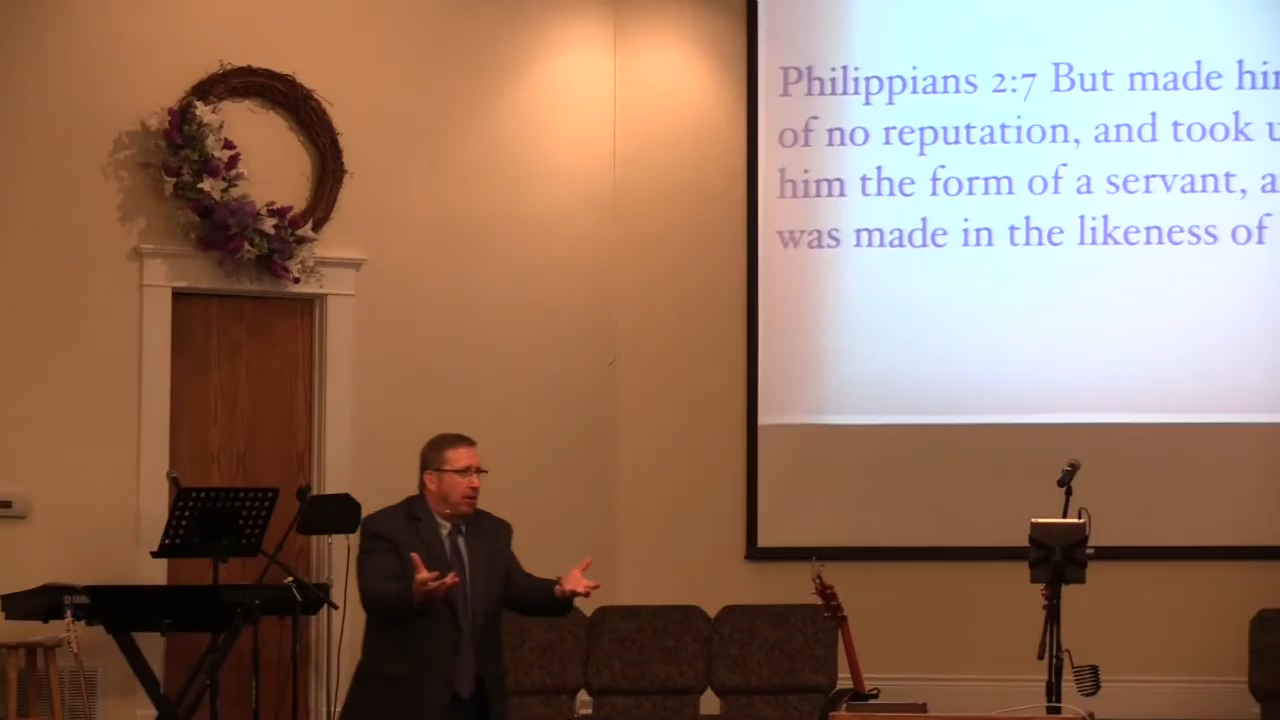 Philippians 2:7 But made
of no reputation, and took
him the form of a servant,
was made in the likeness of